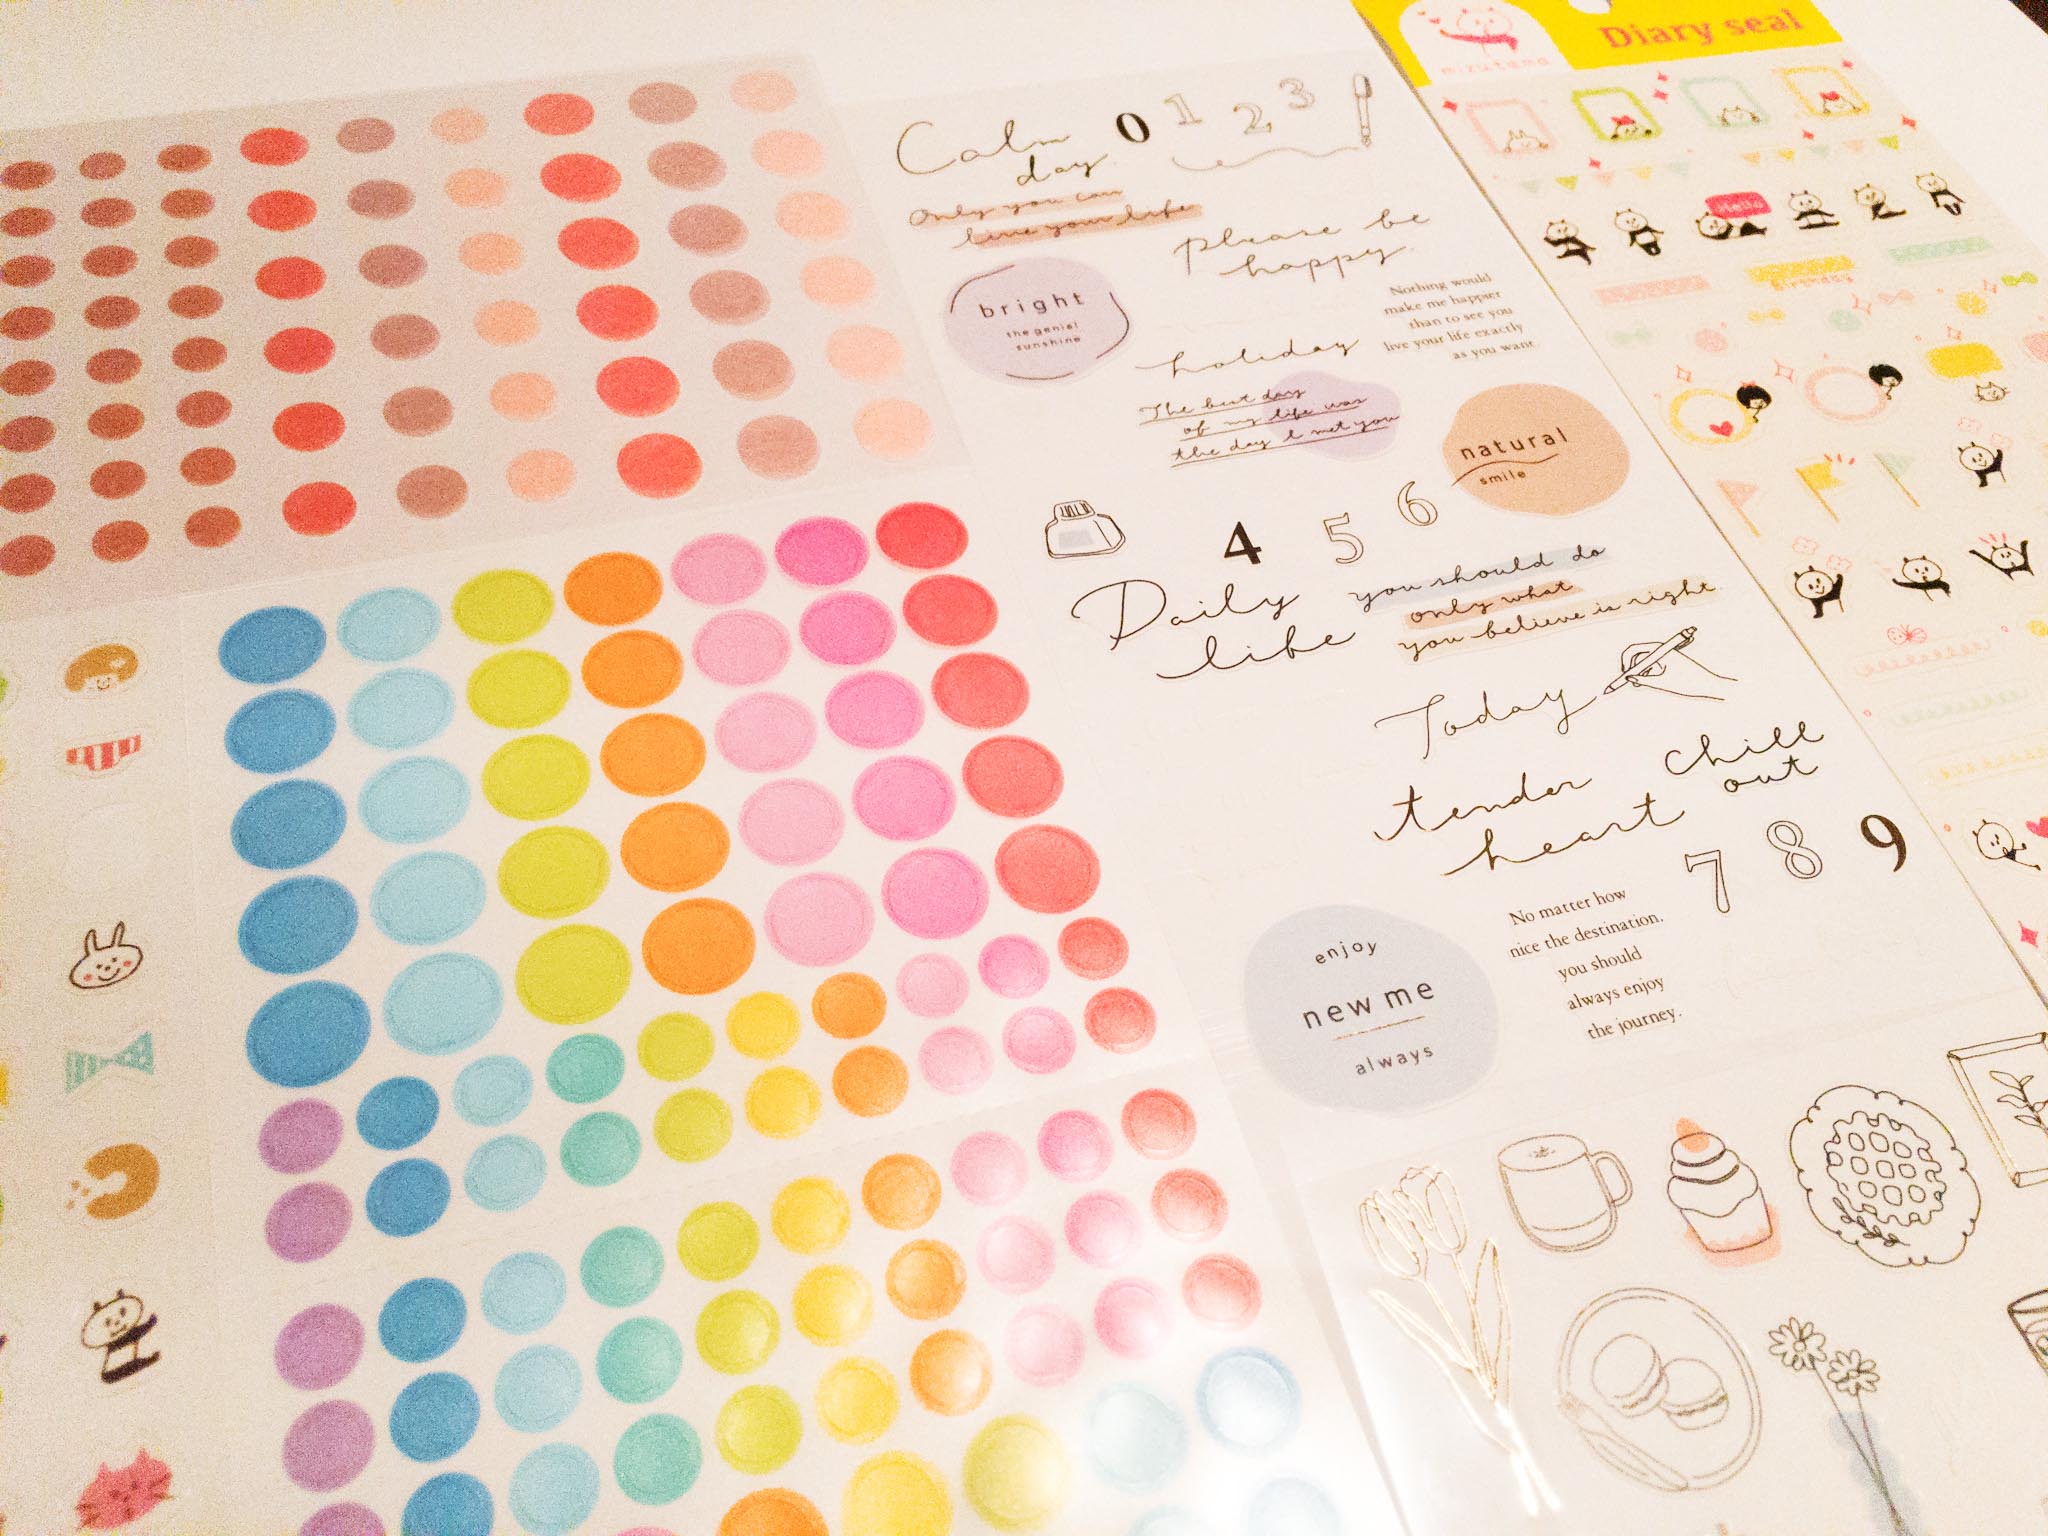 Diary seal
mizutama
Calm
day
0 1 2 3
Only you can
live your life
please be
happy
bright
the genial
sunshine
Nothing would
make me happier
than to see you
live your life exactly
as you want
holiday
The best day
of my life was
the day I met you
natural
smile
Hello
Birthday
4 5 6
Daily
life
you should do
only what
you believe is right
Today
tender
heart
chill
out
7 8 9
No matter how
nice the destination.
you should
always enjoy
the journey.
enjoy
new me
always